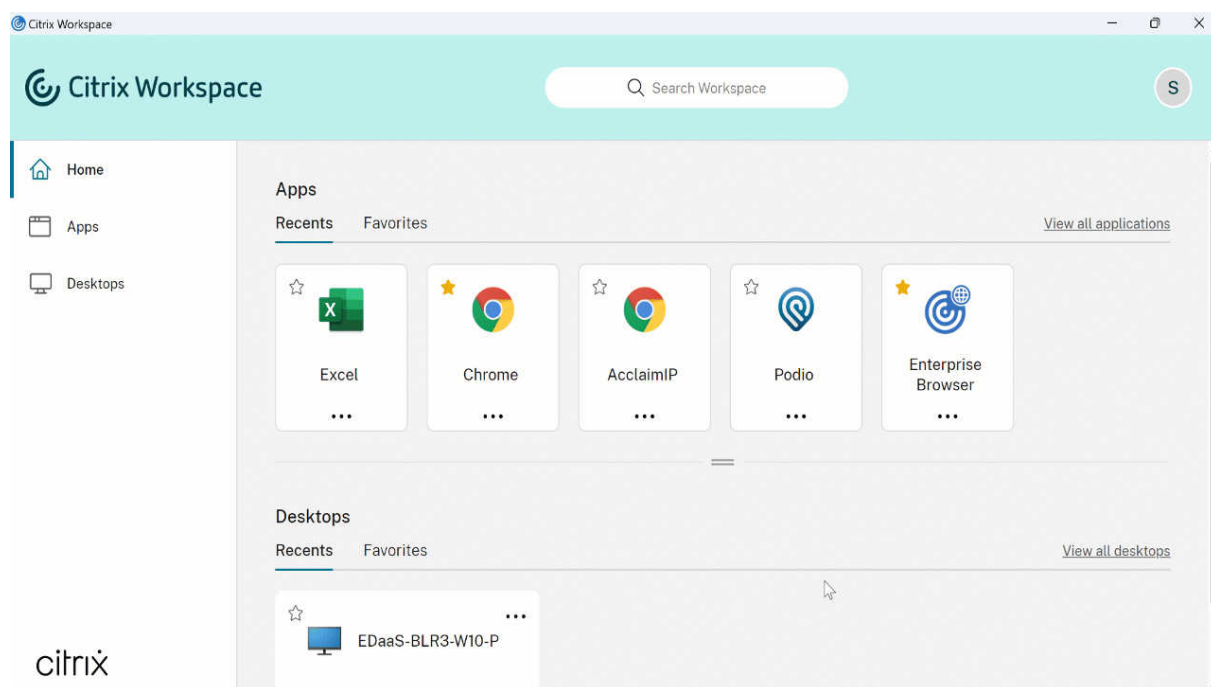 Citrix Workspace
Citrix Workspace
Search Workspace
S
Home
Apps
Desktops
Apps
Recents Favorites View all applications
X
Excel
Chrome
AcclaimIP
Podio
Enterprise
Browser
Desktops
Recents Favorites View all desktops
EDaaS-BLR3-W10-P
citrix